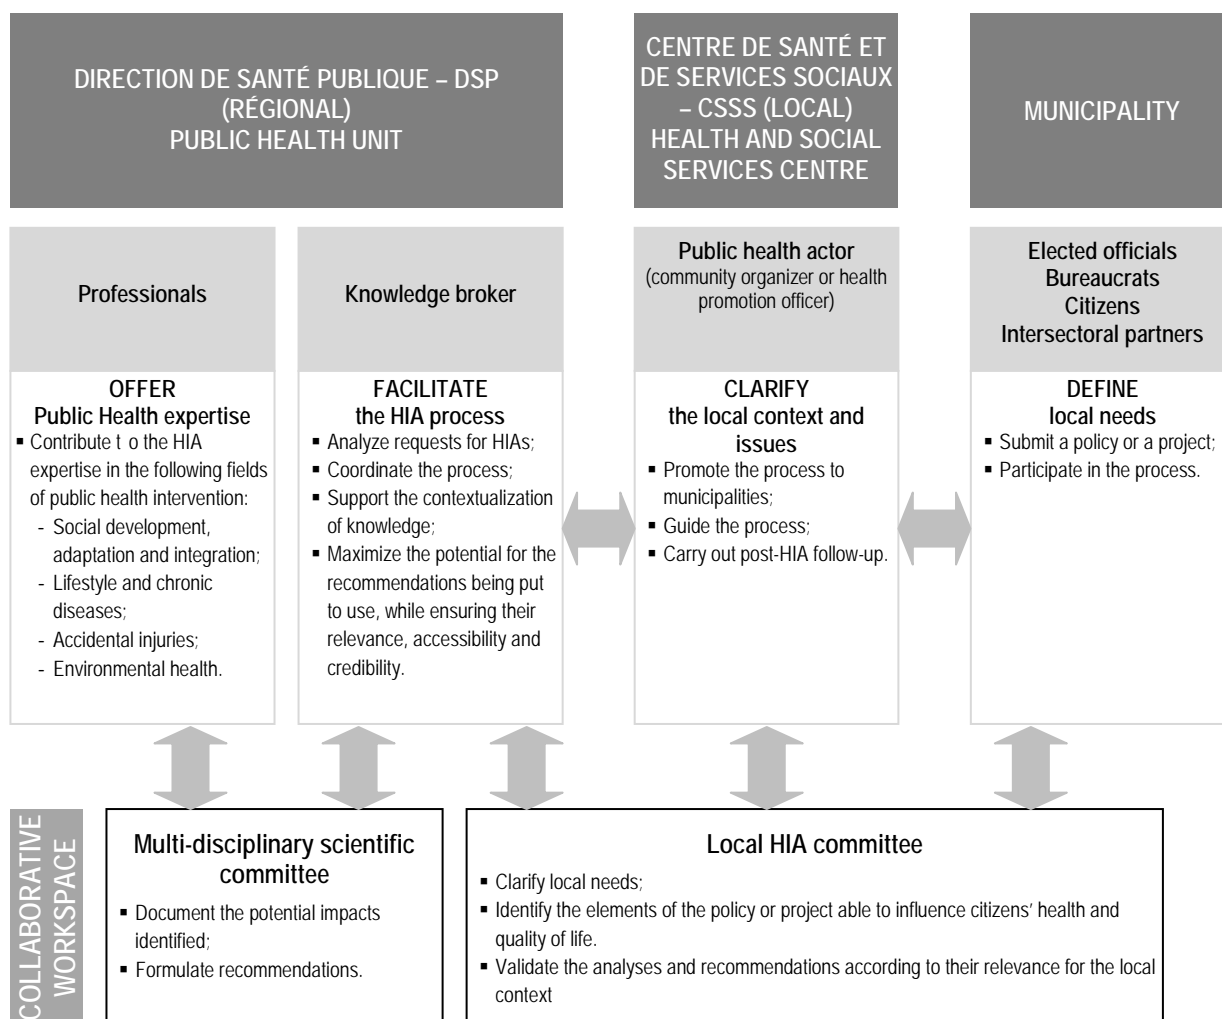 DIRECTION DE SANTÉ PUBLIQUE – DSP
(RÉGIONAL)
PUBLIC HEALTH UNIT
CENTRE DE SANTÉ ET
DE SERVICES SOCIAUX
– CSSS (LOCAL)
HEALTH AND SOCIAL
SERVICES CENTRE
MUNICIPALITY
Professionals
Knowledge broker
Public health actor
(community organizer or health
promotion officer)
Elected officials
Bureaucrats
Citizens
Intersectoral partners
OFFER
Public Health expertise
▪ Contribute t o the HIA
expertise in the following fields
of public health intervention:
- Social development,
adaptation and integration;
- Lifestyle and chronic
diseases;
- Accidental injuries;
- Environmental health.
FACILITATE
the HIA process
▪ Analyze requests for HIAs;
▪ Coordinate the process;
▪ Support the contextualization
of knowledge;
▪ Maximize the potential for the
recommendations being put
to use, while ensuring their
relevance, accessibility and
credibility.
CLARIFY
the local context and
issues
▪ Promote the process to
municipalities;
▪ Guide the process;
▪ Carry out post-HIA follow-up.
DEFINE
local needs
▪ Submit a policy or a project;
▪ Participate in the process.
COLLABORATIVE
WORKSPACE
Multi-disciplinary scientific
committee
▪ Document the potential impacts
identified;
▪ Formulate recommendations.
Local HIA committee
▪ Clarify local needs;
▪ Identify the elements of the policy or project able to influence citizens' health and
quality of life.
▪ Validate the analyses and recommendations according to their relevance for the local
context